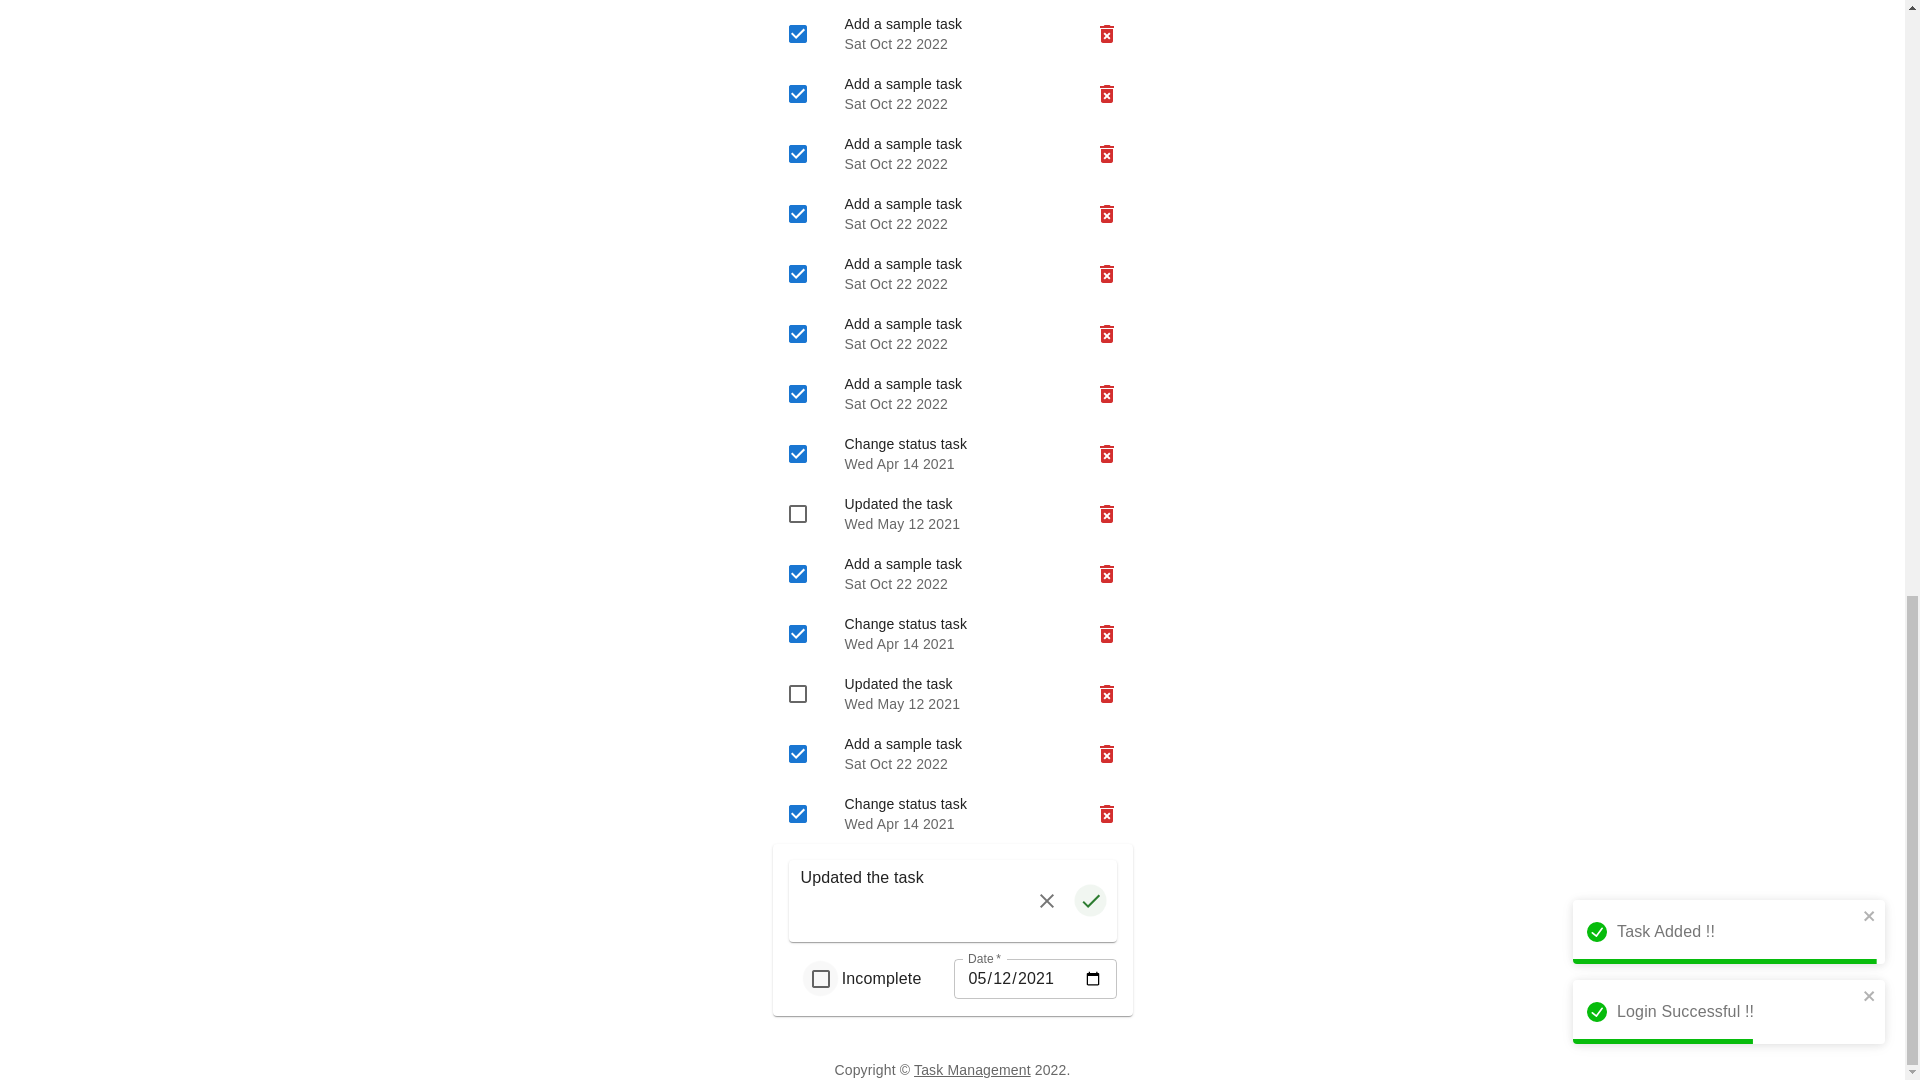 Add a sample task
Sat Oct 22 2022
Add a sample task
Sat Oct 22 2022
Add a sample task
Sat Oct 22 2022
Add a sample task
Sat Oct 22 2022
Add a sample task
Sat Oct 22 2022
Add a sample task
Sat Oct 22 2022
Add a sample task
Sat Oct 22 2022
Change status task
Wed Apr 14 2021
Updated the task
Wed May 12 2021
Add a sample task
Sat Oct 22 2022
Change status task
Wed Apr 14 2021
Updated the task
Wed May 12 2021
Add a sample task
Sat Oct 22 2022
Change status task
Wed Apr 14 2021
Updated the task
Incomplete
Date *
05/12/2021
Task Added !!
Login Successful !!
Copyright © Task Management 2022.